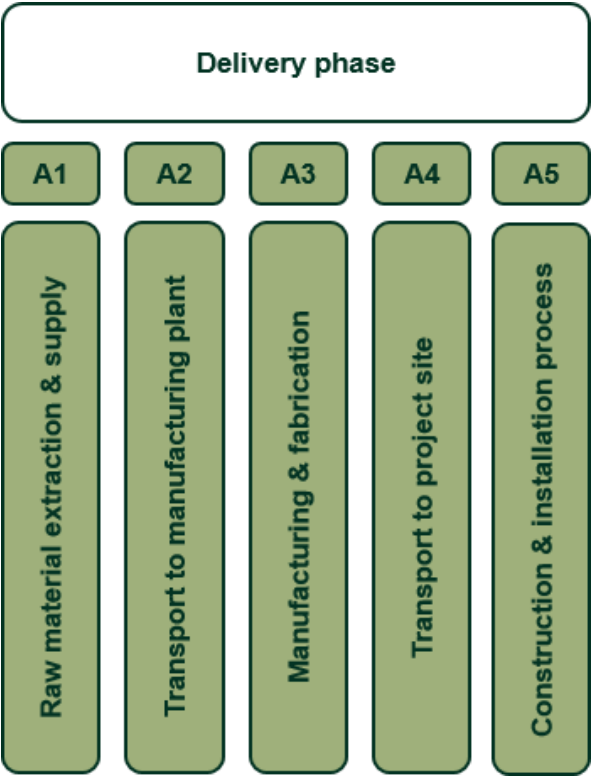 Delivery phase
A1
A2
A3
A4
A5
Raw material extraction & supply
Transport to manufacturing plant
Manufacturing & fabrication
Transport to project site
Construction & installation process